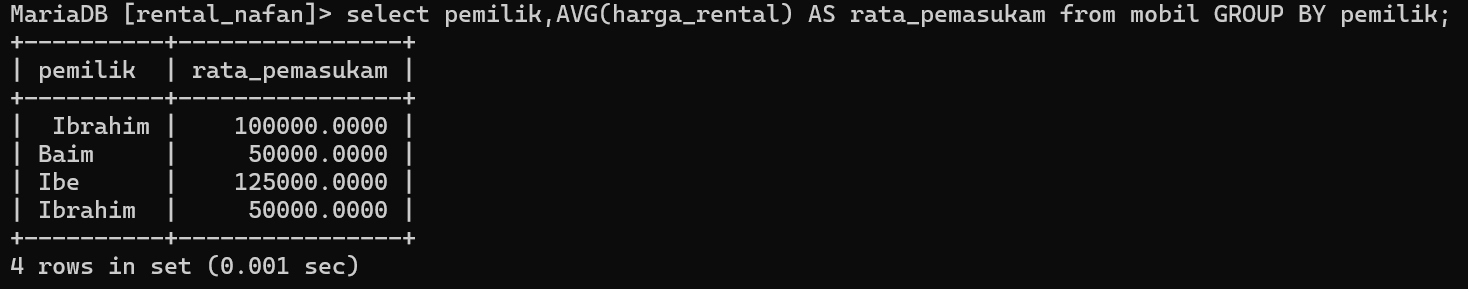 MariaDB [rental_nafan]> select pemilik,AVG(harga_rental) AS rata_pemasukam from mobil GROUP BY pemilik;
+----------+----------------+
| pemilik  | rata_pemasukam |
+----------+----------------+
|  Ibrahim |    100000.0000 |
| Baim     |     50000.0000 |
| Ibe      |    125000.0000 |
| Ibrahim  |     50000.0000 |
+----------+----------------+
4 rows in set (0.001 sec)